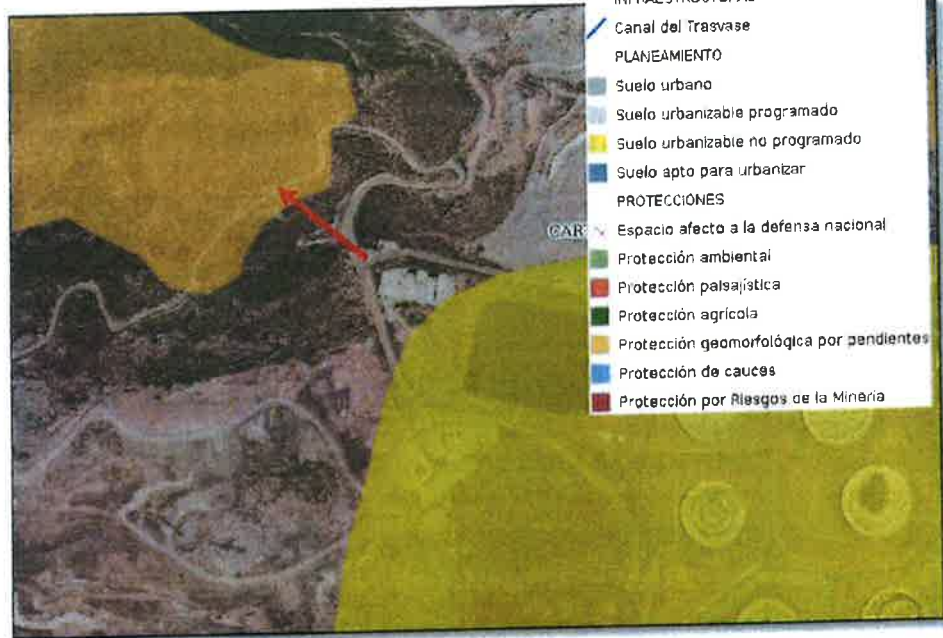 INFRAESTRUCTURAS
Canal del Trasvase
PLANEAMIENTO
Suelo urbano
Suelo urbanizable programado
Suelo urbanizable no programado
Suelo apto para urbanizar
PROTECCIONES
CAR
Espacio afecto a la defensa nacional
Protección ambiental
Protección paisajística
Protección agrícola
Protección geomorfológica por pendientes
Protección de cauces
Protección por Riesgos de la Minería